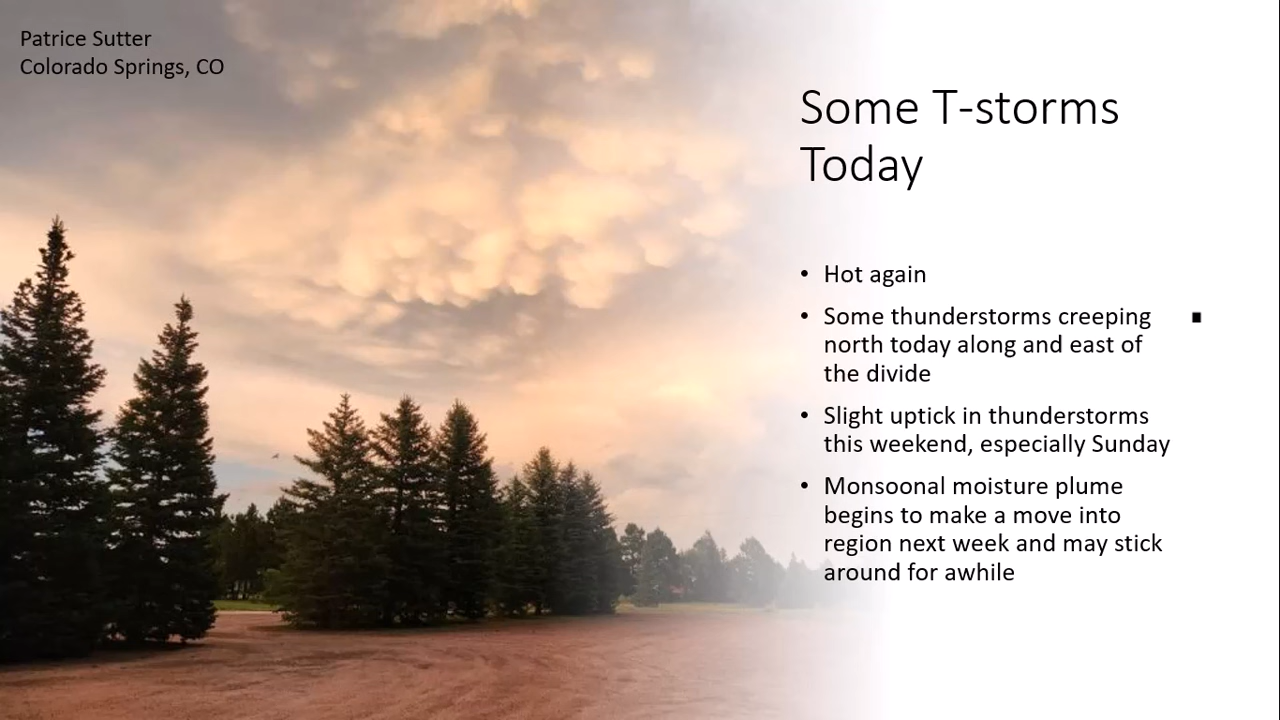 Patrice Sutter
Colorado Springs, CO
Some T-storms
Today
• Hot again
• Some thunderstorms creeping
north today along and east of
the divide
• Slight uptick in thunderstorms
this weekend, especially Sunday
• Monsoonal moisture plume
begins to make a move into
region next week and may stick
around for awhile